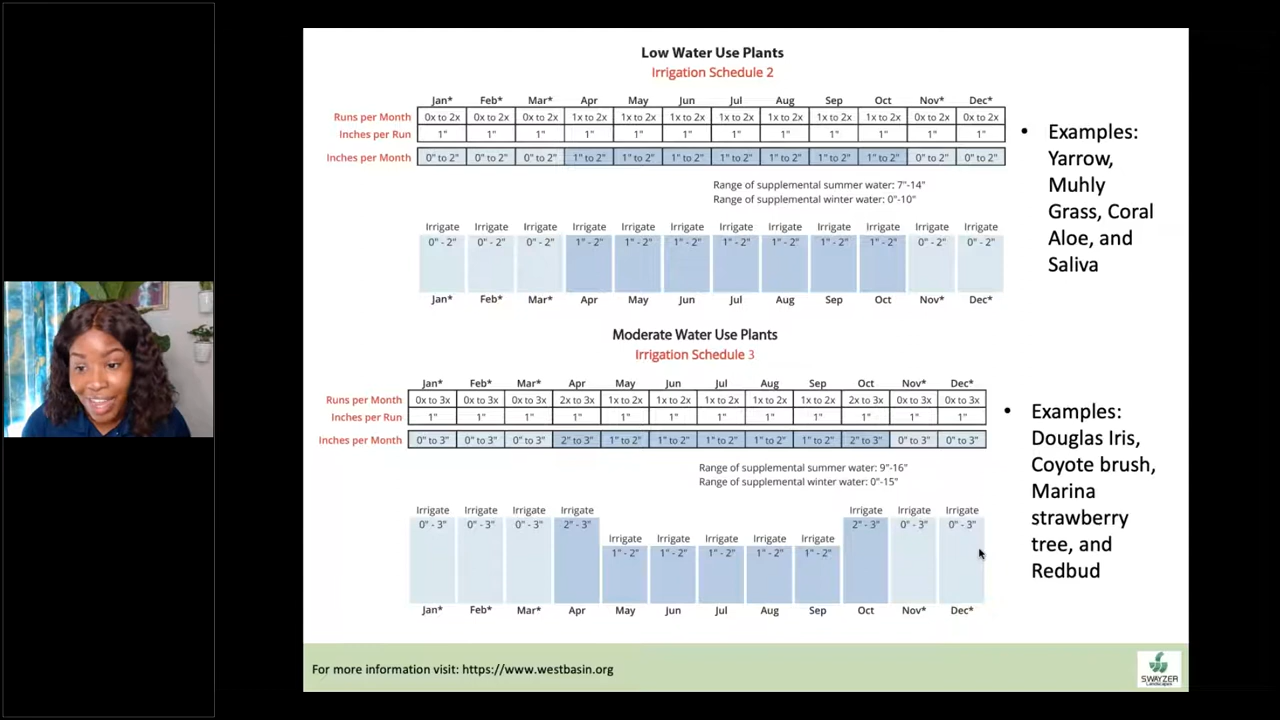 Low Water Use Plants
Irrigation Schedule 2
Jan* Feb* Mar* Apr May Jun Jul Aug Sep Oct Nov* Dec*
Runs per Month 0x to 2x 0x to 2x 0x to 2x 1x to 2x 1x to 2x 1x to 2x 1x to 2x 1x to 2x 1x to 2x 1x to 2x 0x to 2x 0x to 2x
Inches per Run 1" 1" 1" 1" 1" 1" 1" 1" 1" 1" 1" 1"
Inches per Month 0" to 2" 0" to 2" 0" to 2" 1" to 2" 1" to 2" 1" to 2" 1" to 2" 1" to 2" 1" to 2" 1" to 2" 0" to 2" 0" to 2"
Range of supplemental summer water: 7"-14"
Range of supplemental winter water: 0"-10"
Irrigate Irrigate Irrigate Irrigate Irrigate Irrigate Irrigate Irrigate Irrigate Irrigate Irrigate Irrigate
0" - 2" 0" - 2" 0" - 2" 1" - 2" 1" - 2" 1" - 2" 1" - 2" 1" - 2" 1" - 2" 1" - 2" 0" - 2" 0" - 2"
Jan* Feb* Mar* Apr May Jun Jul Aug Sep Oct Nov* Dec*
• Examples:
Yarrow,
Muhly
Grass, Coral
Aloe, and
Saliva
Moderate Water Use Plants
Irrigation Schedule 3
Jan* Feb* Mar* Apr May Jun Jul Aug Sep Oct Nov* Dec*
Runs per Month 0x to 3x 0x to 3x 0x to 3x 2x to 3x 1x to 2x 1x to 2x 1x to 2x 1x to 2x 1x to 2x 2x to 3x 0x to 3x 0x to 3x
Inches per Run 1" 1" 1" 1" 1" 1" 1" 1" 1" 1" 1" 1"
Inches per Month 0" to 3" 0" to 3" 0" to 3" 2" to 3" 1" to 2" 1" to 2" 1" to 2" 1" to 2" 1" to 2" 2" to 3" 0" to 3" 0" to 3"
Range of supplemental summer water: 9"-16"
Range of supplemental winter water: 0"-15"
Irrigate Irrigate Irrigate Irrigate Irrigate Irrigate Irrigate Irrigate Irrigate Irrigate Irrigate Irrigate
0" - 3" 0" - 3" 0" - 3" 2" - 3" 1" - 2" 1" - 2" 1" - 2" 1" - 2" 1" - 2" 2" - 3" 0" - 3" 0" - 3"
Jan* Feb* Mar* Apr May Jun Jul Aug Sep Oct Nov* Dec*
• Examples:
Douglas Iris,
Coyote brush,
Marina
strawberry
tree, and
Redbud
For more information visit: https://www.westbasin.org
SWAYZER
Landscapes